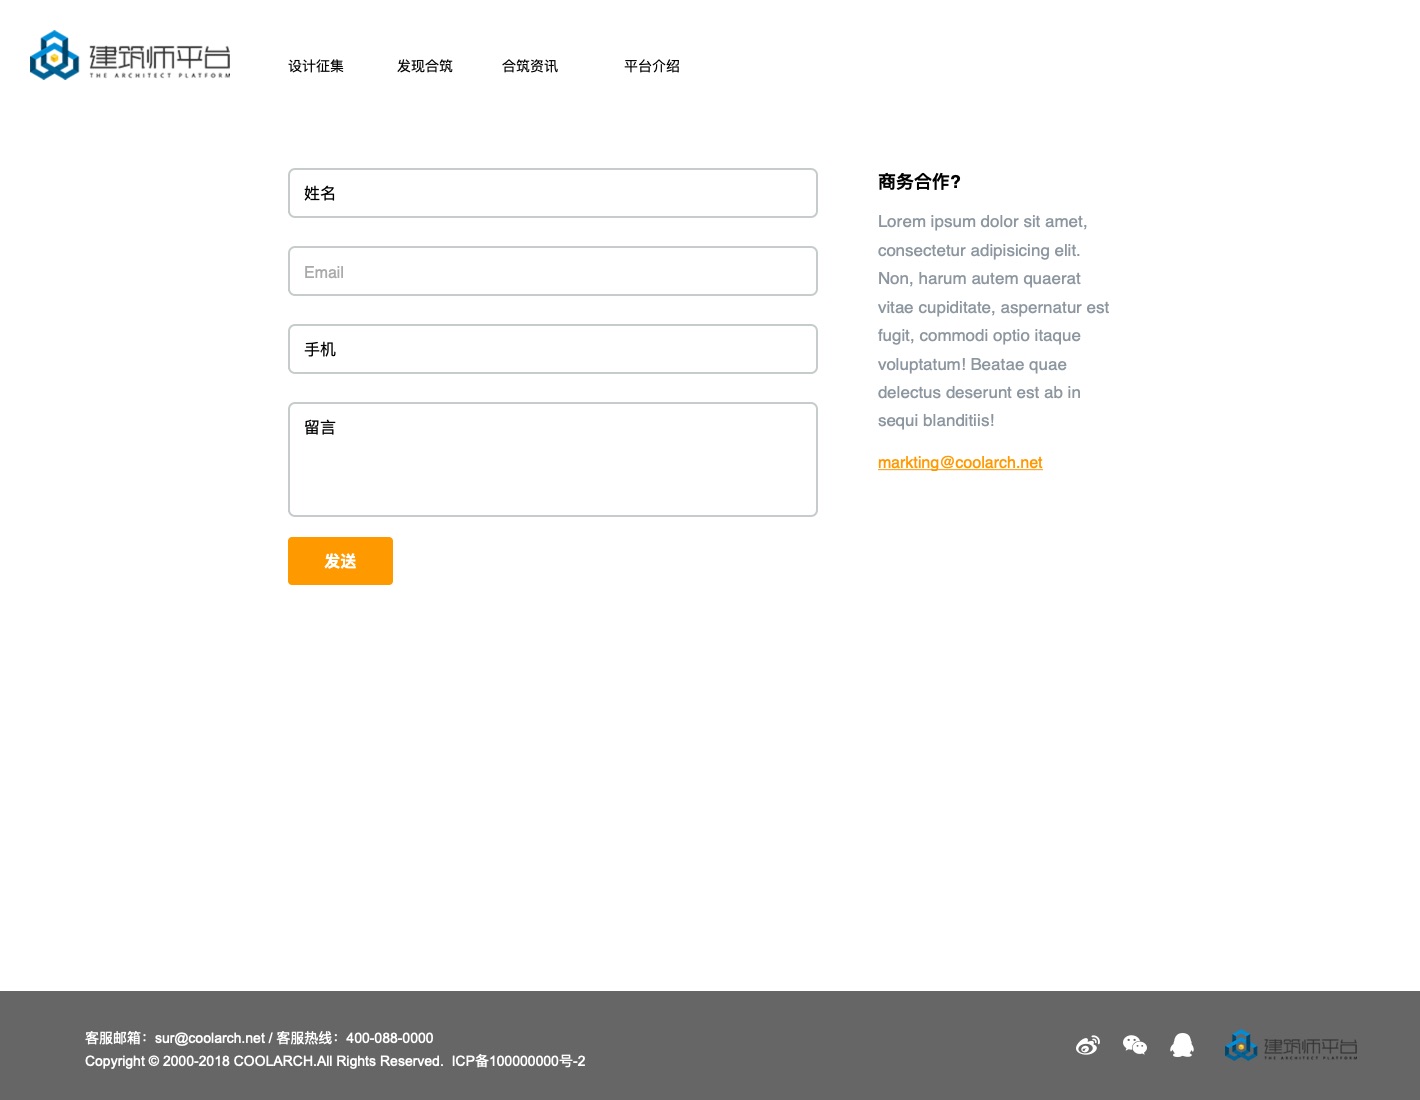 建筑师平台
THE ARCHITECT PLATFORM
设计征集 发现合筑 合筑资讯 平台介绍
姓名
Email
手机
留言
发送
商务合作?
Lorem ipsum dolor sit amet,
consectetur adipisicing elit.
Non, harum autem quaerat
vitae cupiditate, aspernatur est
fugit, commodi optio itaque
voluptatum! Beatae quae
delectus deserunt est ab in
sequi blanditiis!
markting@coolarch.net
客服邮箱：sur@coolarch.net / 客服热线：400-088-0000
Copyright © 2000-2018 COOLARCH.All Rights Reserved. ICP备100000000号-2
建筑师平台
THE ARCHITECT PLATFORM